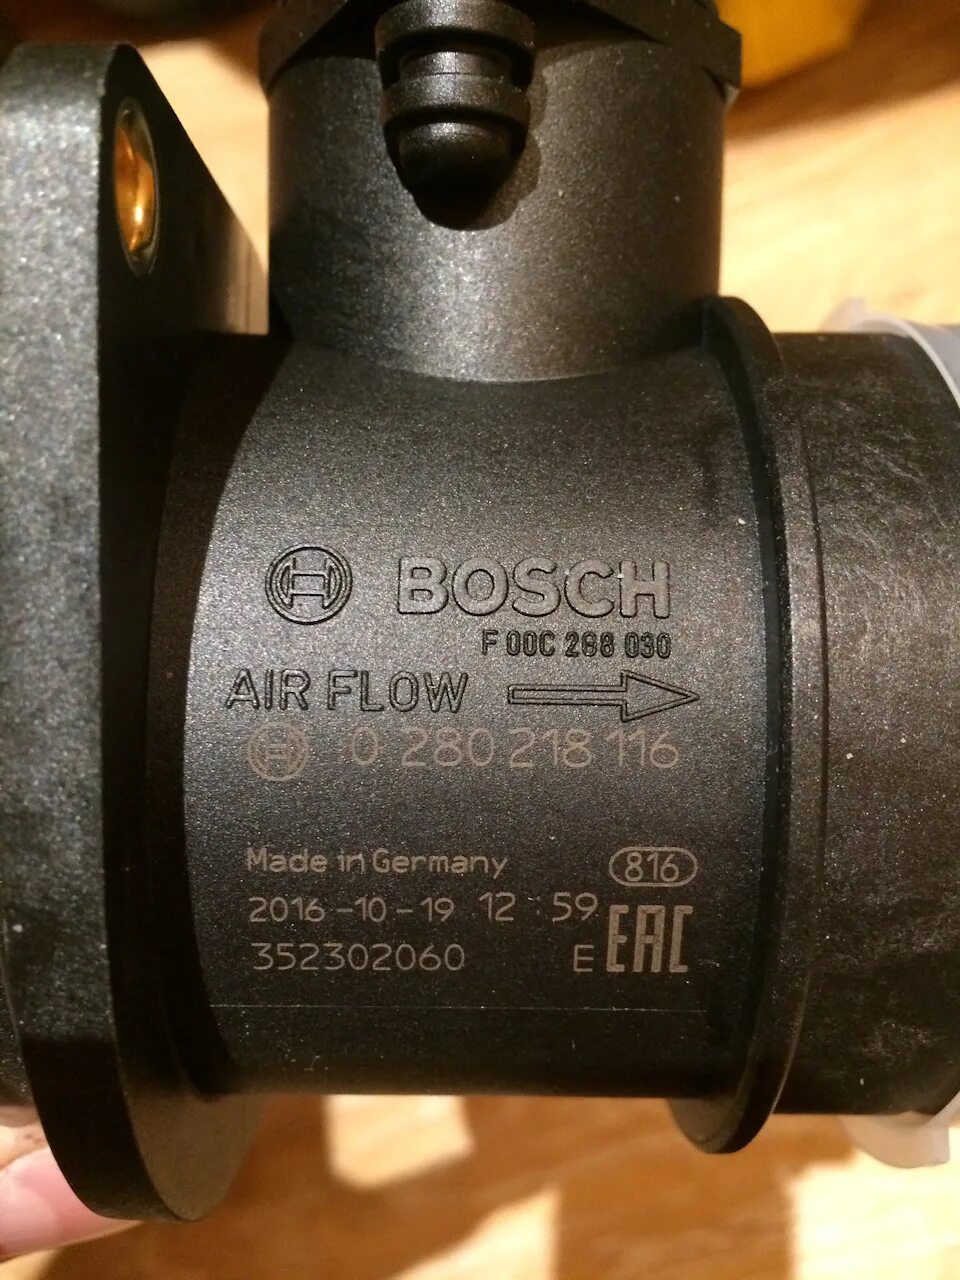 BOSCH
F 00C 2G8 030
AIR FLOW
0 280 218 116
Made in Germany 816
2016-10-19 12:59
352302060 E EAC